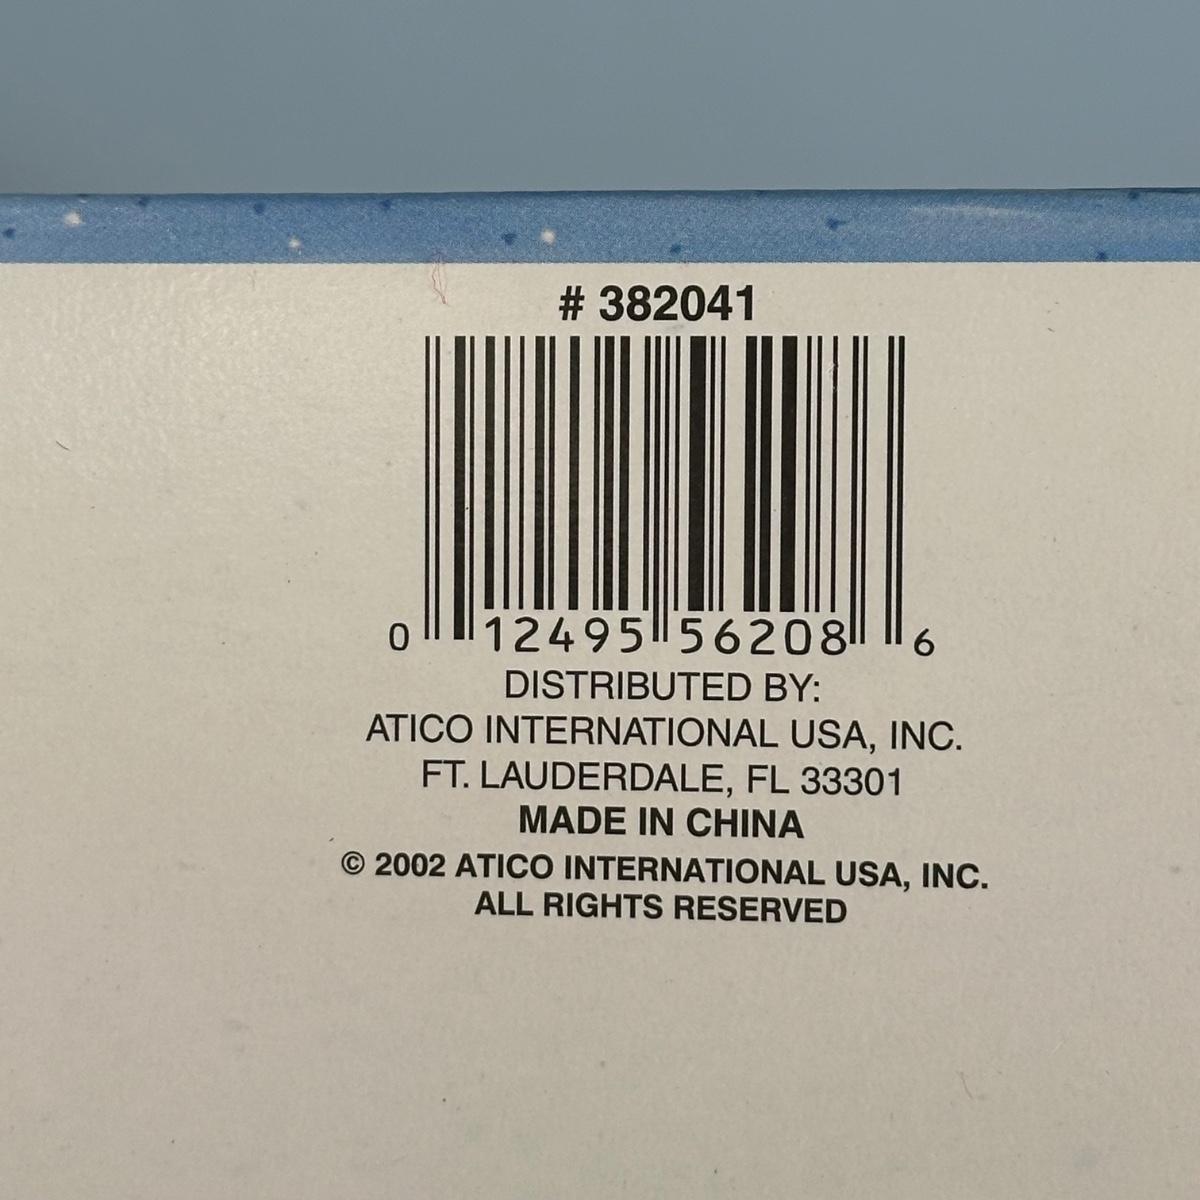 # 382041
0 12495 56208 6
DISTRIBUTED BY:
ATICO INTERNATIONAL USA, INC.
FT. LAUDERDALE, FL 33301
MADE IN CHINA
© 2002 ATICO INTERNATIONAL USA, INC.
ALL RIGHTS RESERVED